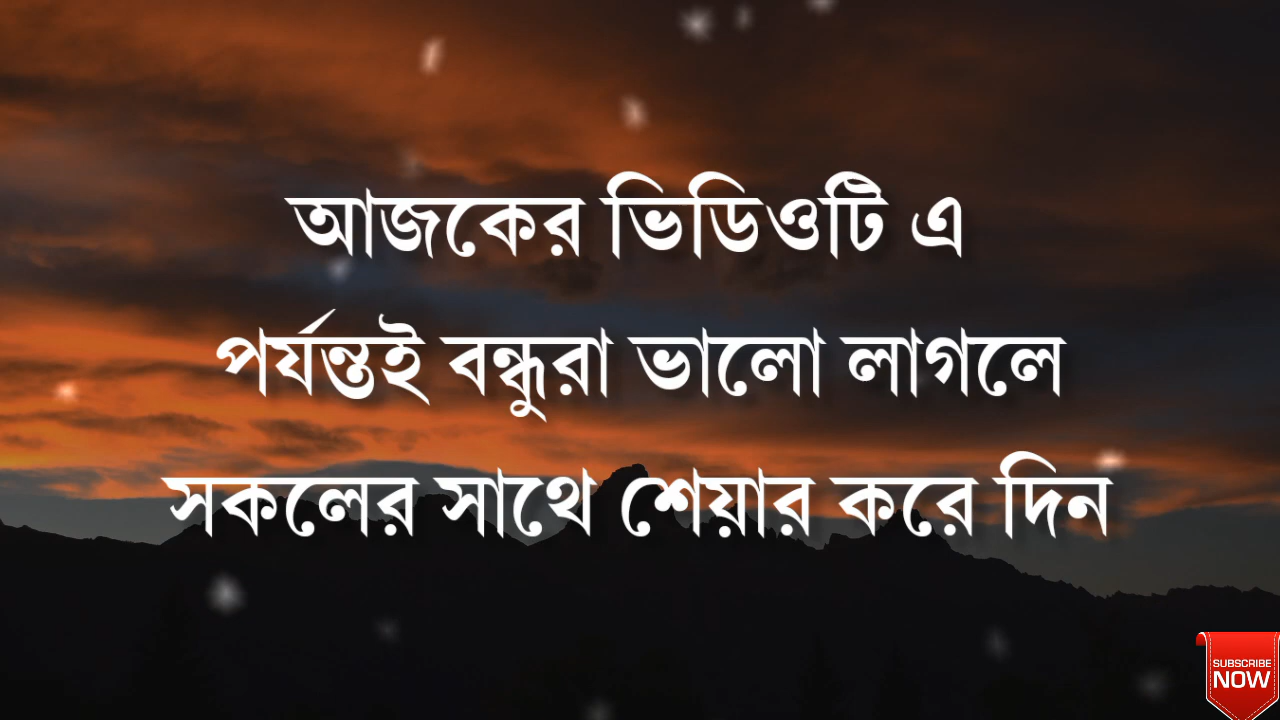 আজকের ভিডিওটি এ
পর্যন্তই বন্ধুরা ভালো লাগলে
সকলের সাথে শেয়ার করে দিন
SUBSCRIBE
NOW